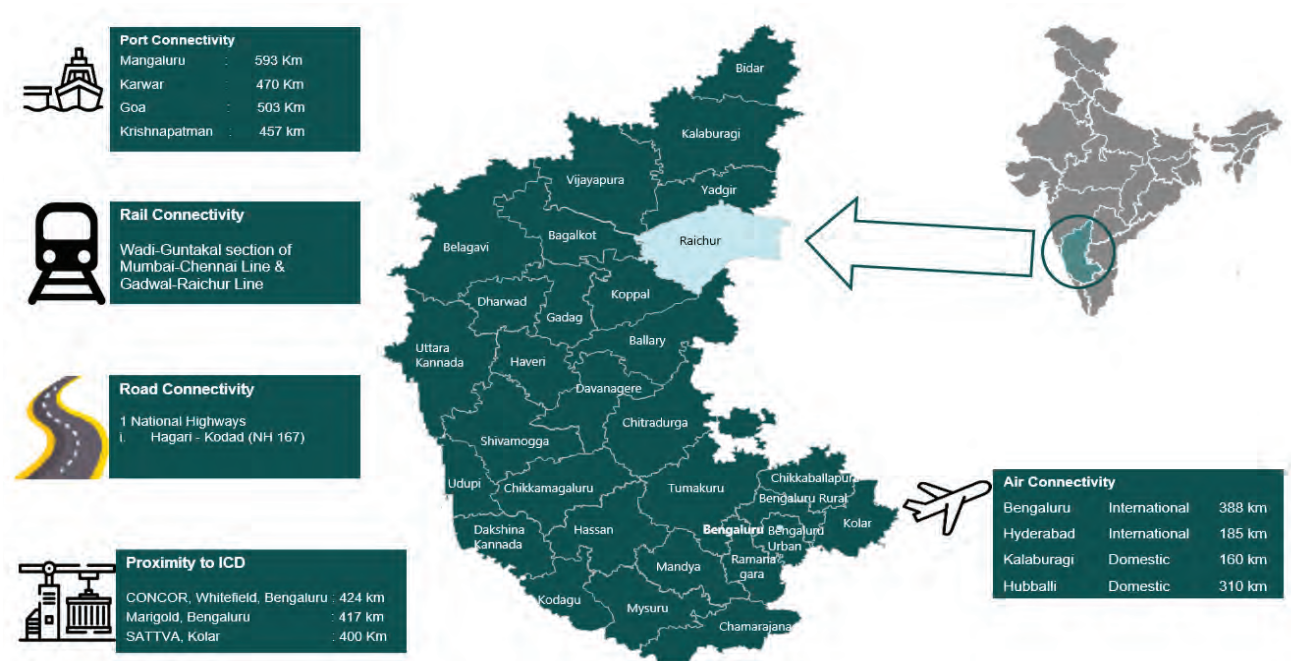 Port Connectivity
Mangaluru : 593 Km
Karwar : 470 Km
Goa : 503 Km
Krishnapatman : 457 km
Rail Connectivity
Wadi-Guntakal section of
Mumbai-Chennai Line &
Gadwal-Raichur Line
Road Connectivity
1 National Highways
i. Hagari - Kodad (NH 167)
Proximity to ICD
CONCOR, Whitefield, Bengaluru : 424 km
Marigold, Bengaluru : 417 km
SATTVA, Kolar : 400 Km
Bidar
Kalaburagi
Vijayapura
Yadgir
Raichur
Bagalkot
Belagavi
Koppal
Dharwad
Gadag
Ballary
Uttara
Kannada
Haveri
Davanagere
Chitradurga
Shivamogga
Udupi
Chikkamagaluru
Tumakuru
Chikkaballapura
Bengaluru Rural
Kolar
Dakshina
Kannada
Hassan
Bengaluru
Bengaluru
Urban
Ramana
gara
Mandya
Kodagu
Mysuru
Chamarajana
Air Connectivity
Bengaluru International 388 km
Hyderabad International 185 km
Kalaburagi Domestic 160 km
Hubballi Domestic 310 km